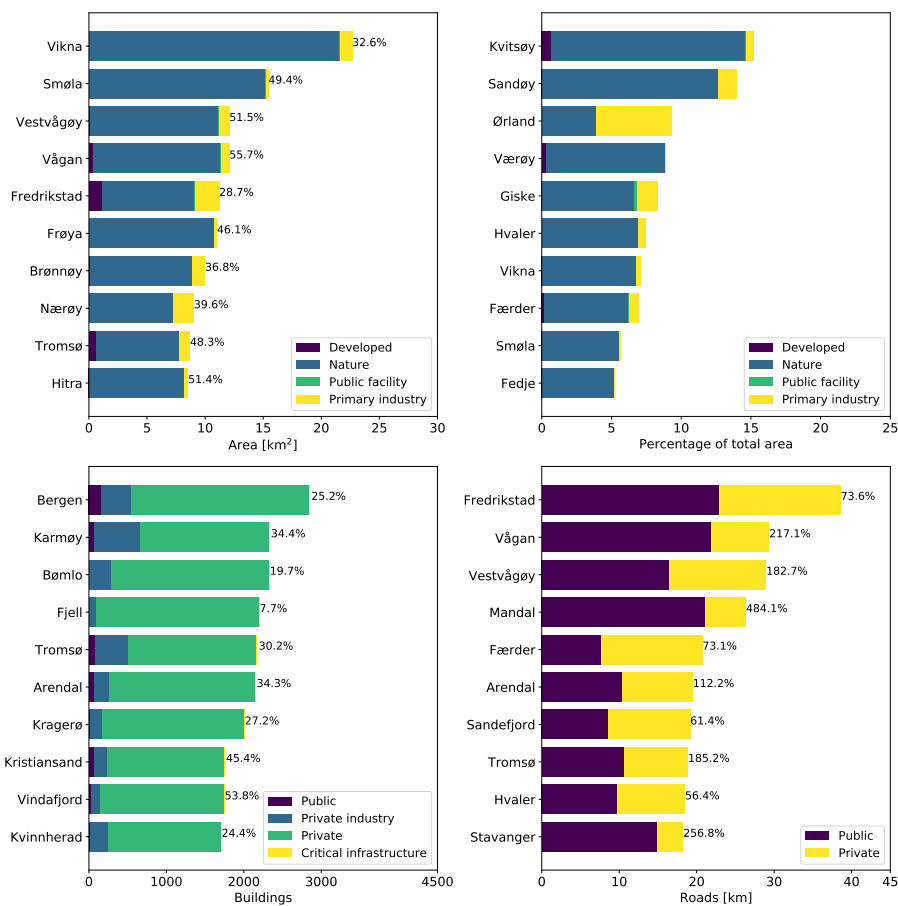 Vikna
32.6%
Smøla
49.4%
Vestvågøy
51.5%
Vågan
55.7%
Fredrikstad
28.7%
Frøya
46.1%
Brønnøy
36.8%
Nærøy
39.6%
Tromsø
48.3%
Hitra
51.4%
Developed
Nature
Public facility
Primary industry
0 5 10 15 20 25 30
Area [km²]
Kvitsøy
Sandøy
Ørland
Værøy
Giske
Hvaler
Vikna
Færder
Smøla
Fedje
Developed
Nature
Public facility
Primary industry
0 5 10 15 20 25
Percentage of total area
Bergen
25.2%
Karmøy
34.4%
Bømlo
19.7%
Fjell
7.7%
Tromsø
30.2%
Arendal
34.3%
Kragerø
27.2%
Kristiansand
45.4%
Vindafjord
53.8%
Kvinnherad
24.4%
Public
Private industry
Private
Critical infrastructure
0 1000 2000 3000 4500
Buildings
Fredrikstad
73.6%
Vågan
217.1%
Vestvågøy
182.7%
Mandal
484.1%
Færder
73.1%
Arendal
112.2%
Sandefjord
61.4%
Tromsø
185.2%
Hvaler
56.4%
Stavanger
256.8%
Public
Private
0 10 20 30 40 45
Roads [km]